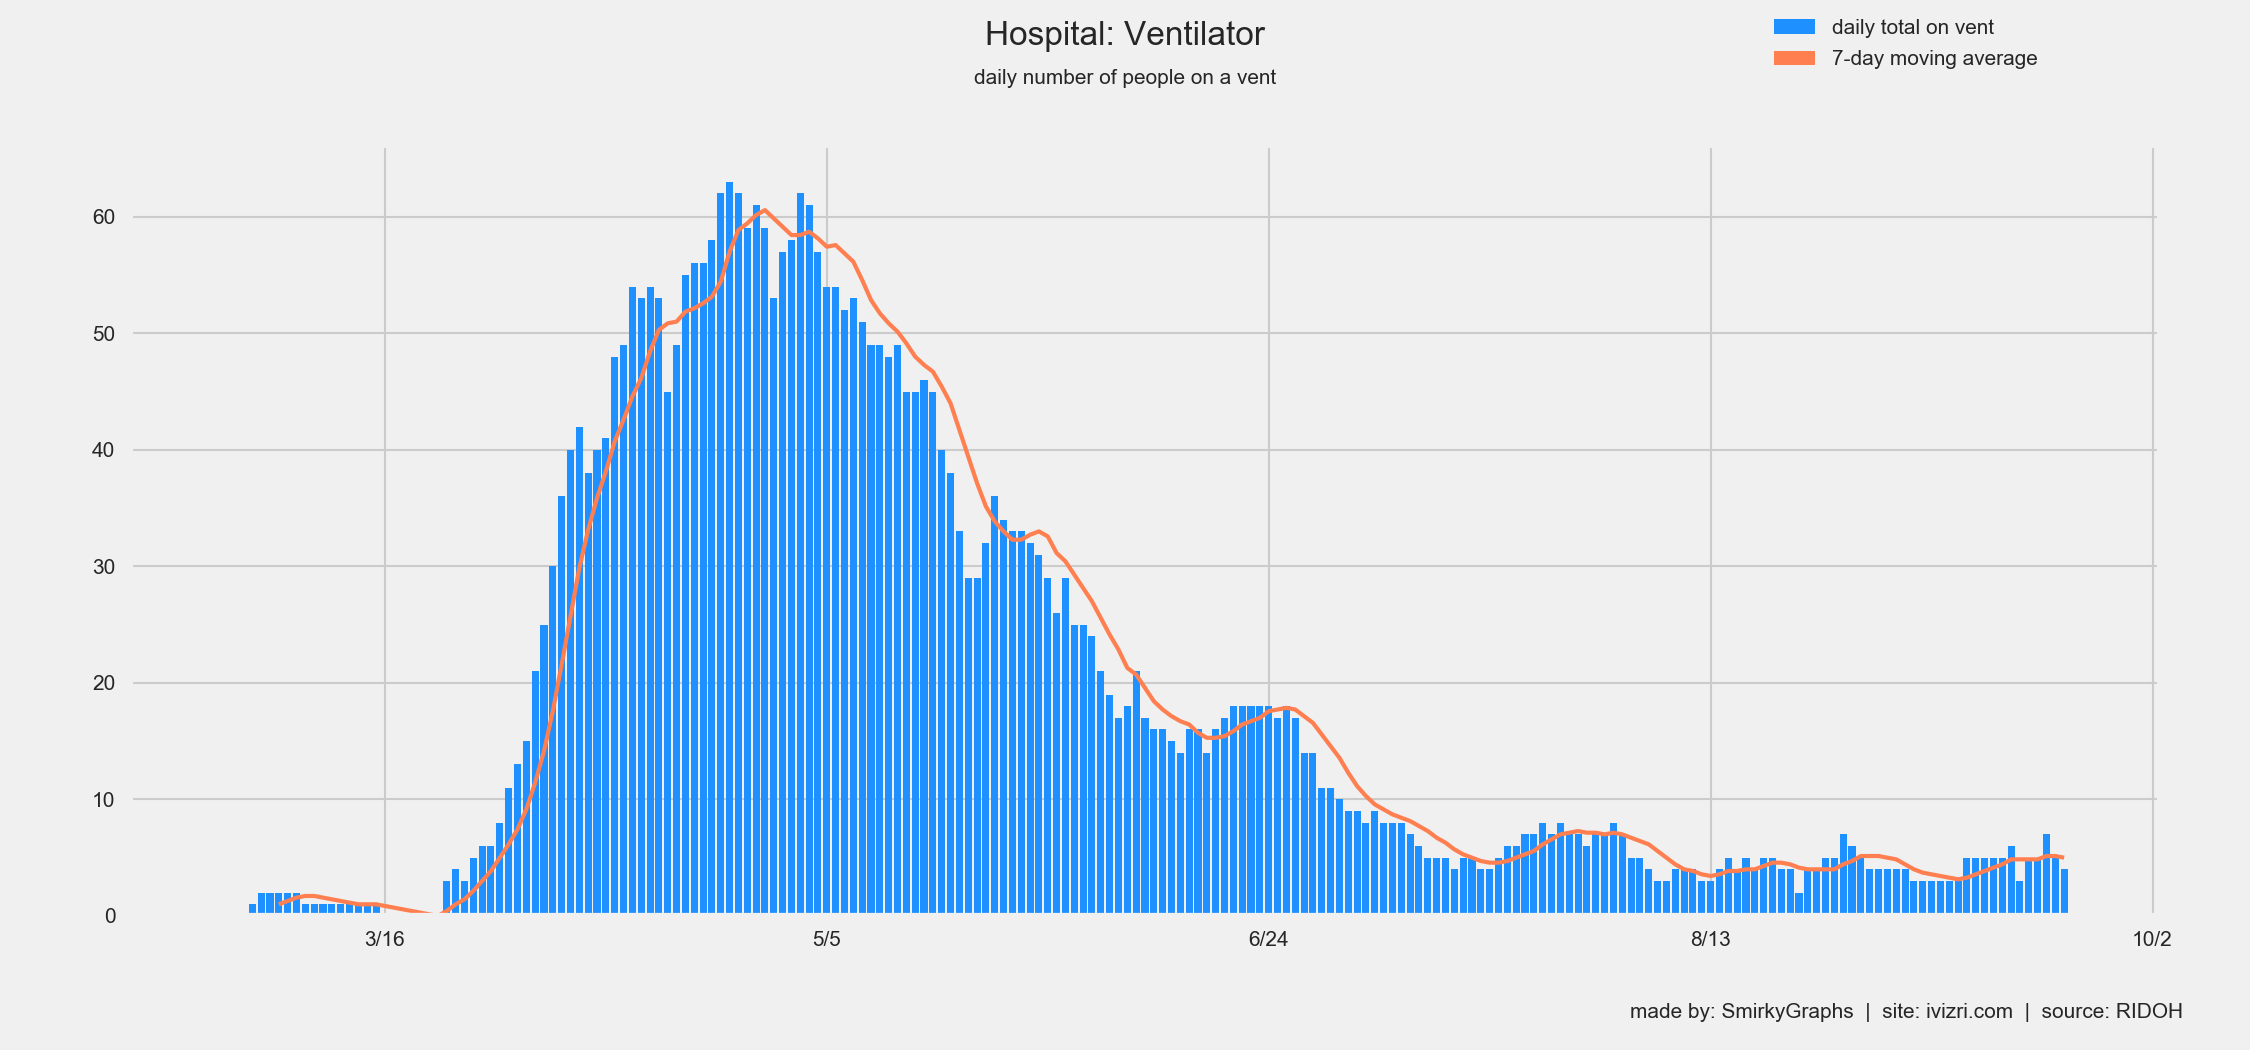 Hospital: Ventilator
daily number of people on a vent
daily total on vent
7-day moving average
60
50
40
30
20
10
0
3/16 5/5 6/24 8/13 10/2
made by: SmirkyGraphs | site: ivizri.com | source: RIDOH